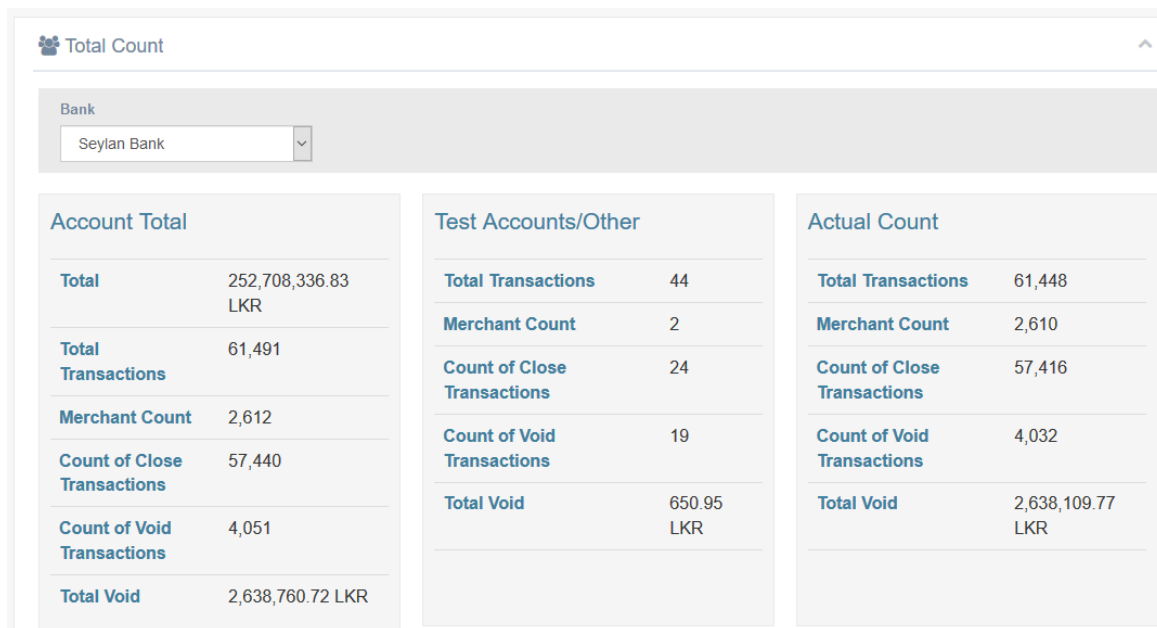 Total Count
Bank
Seylan Bank
Account Total
Total 252,708,336.83
LKR
Total 61,491
Transactions
Merchant Count 2,612
Count of Close 57,440
Transactions
Count of Void 4,051
Transactions
Total Void 2,638,760.72 LKR
Test Accounts/Other
Total Transactions 44
Merchant Count 2
Count of Close 24
Transactions
Count of Void 19
Transactions
Total Void 650.95
LKR
Actual Count
Total Transactions 61,448
Merchant Count 2,610
Count of Close 57,416
Transactions
Count of Void 4,032
Transactions
Total Void 2,638,109.77
LKR